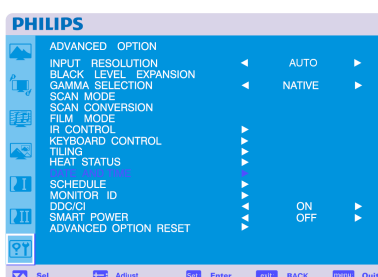 PHILIPS
ADVANCED OPTION
INPUT RESOLUTION AUTO
BLACK LEVEL EXPANSION
GAMMA SELECTION NATIVE
SCAN MODE
SCAN CONVERSION
FILM MODE
IR CONTROL
KEYBOARD CONTROL
TILING
HEAT STATUS
DATE AND TIME
SCHEDULE
MONITOR ID
DDC/CI ON
SMART POWER OFF
ADVANCED OPTION RESET
Sel Adjust Set Enter exit BACK menu Quit